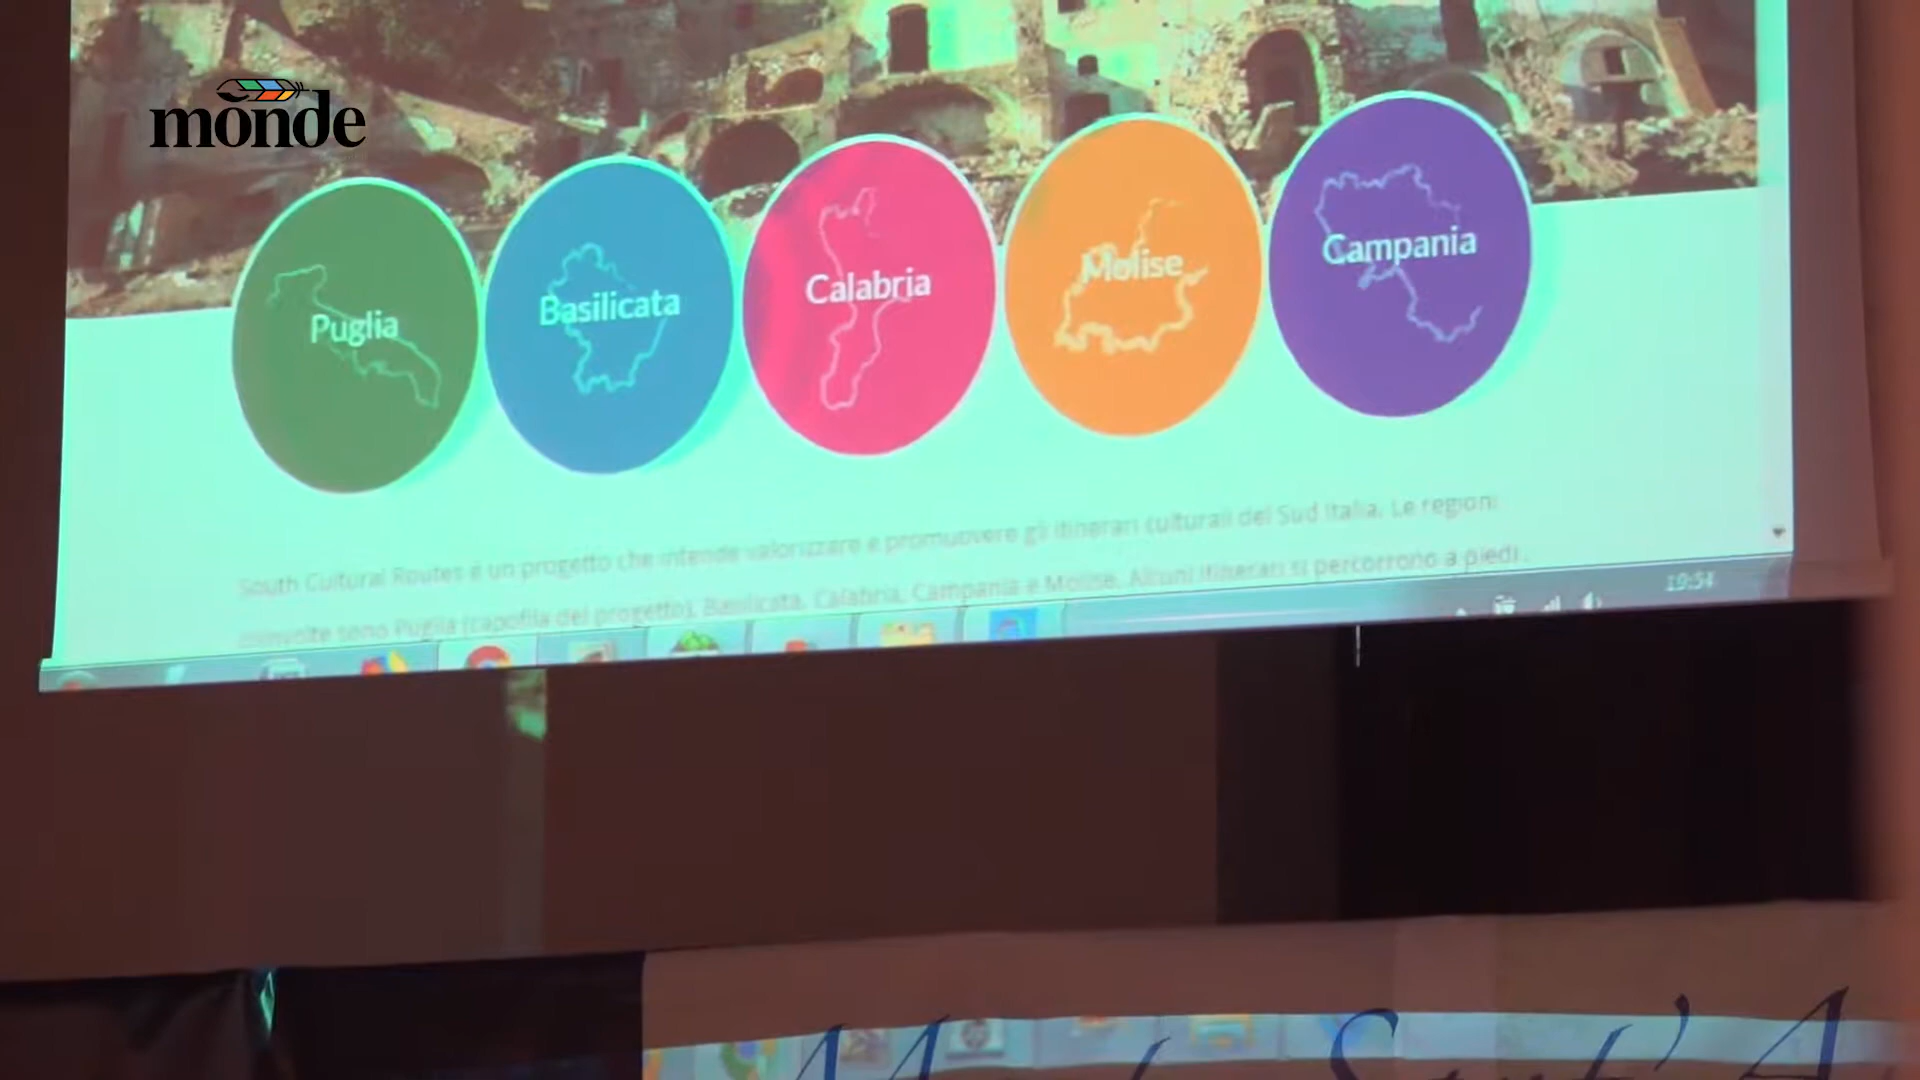 monde
Puglia
Basilicata
Calabria
Molise
Campania
South Cultural Routes è un progetto che intende valorizzare e promuovere gli itinerari culturali del Sud Italia. Le regioni
coinvolte sono Puglia (capofila del progetto), Basilicata, Calabria, Campania e Molise. Alcuni itinerari si percorrono a piedi
19:54